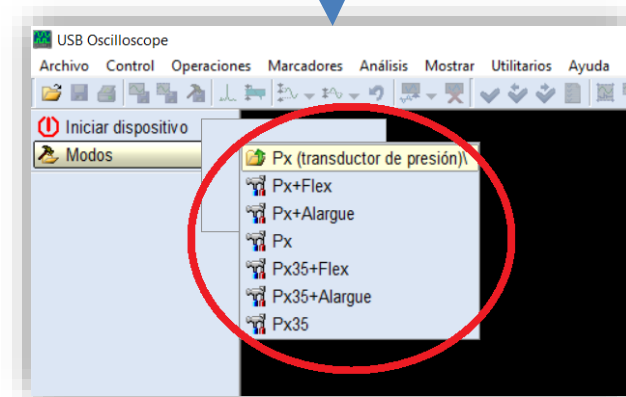 USB Oscilloscope
Archivo Control Operaciones Marcadores Análisis Mostrar Utilitarios Ayuda
Iniciar dispositivo
Modos
Px (transductor de presión)\
Px+Flex
Px+Alargue
Px
Px35+Flex
Px35+Alargue
Px35